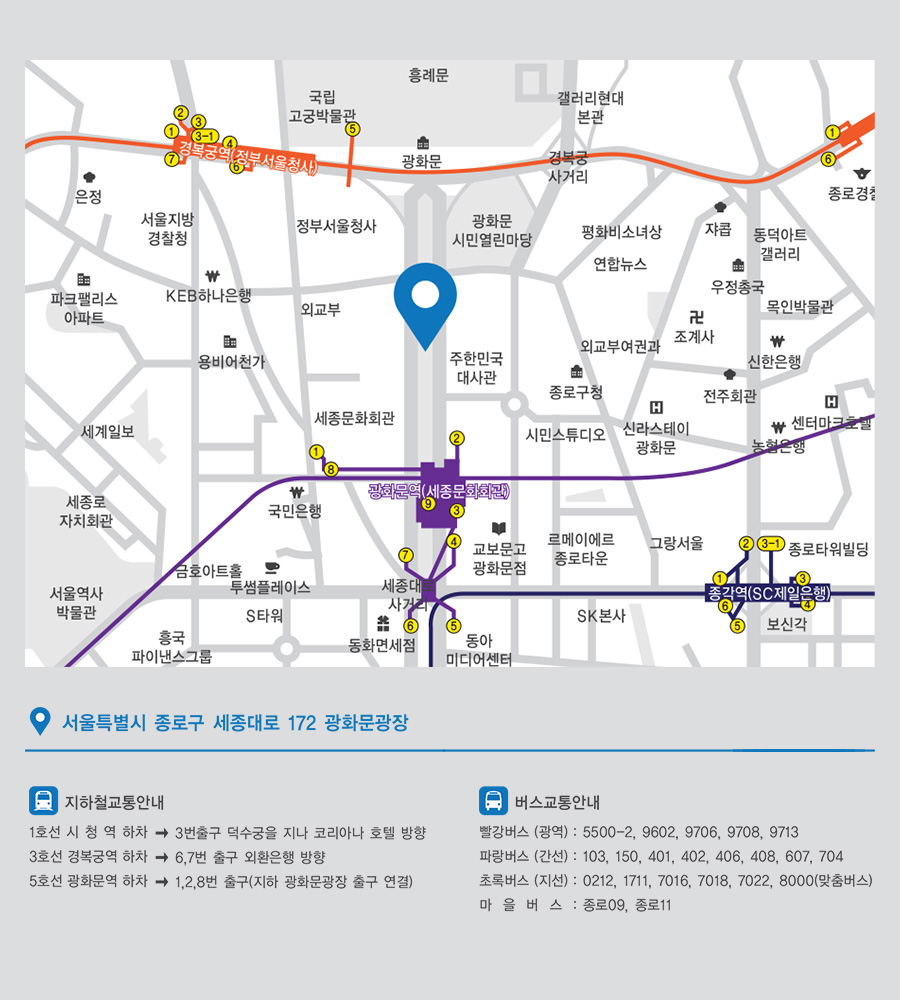 흥례문
국립
고궁박물관
갤러리현대
본관
2
3
1
3-1
4
5
1
경복궁역(정부서울청사)
7
6
광화문
경복궁
사거리
6
은정
종로경찰
서울지방
경찰청
정부서울청사
광화문
시민열린마당
평화비소녀상
쟈콥
동덕아트
갤러리
연합뉴스
KEB하나은행
우정총국
파크팰리스
아파트
외교부
목인박물관
조계사
용비어천가
주한민국
대사관
외교부여권과
신한은행
종로구청
전주회관
세종문화회관
시민스튜디오
신라스테이
광화문
센터마크호텔
농협은행
세계일보
1
8
2
광화문역(세종문화회관)
9
3
세종로
자치회관
국민은행
7
4
교보문고
광화문점
르메이에르
종로타운
그랑서울
2
3-1
종로타워빌딩
금호아트홀
투썸플레이스
세종대로
사거리
1
3
종각역(SC제일은행)
6
4
5
서울역사
박물관
S타워
SK본사
보신각
6
5
흥국
파이낸스그룹
동화면세점
동아
미디어센터
서울특별시 종로구 세종대로 172 광화문광장
지하철교통안내
1호선 시 청 역 하차 ➞ 3번출구 덕수궁을 지나 코리아나 호텔 방향
3호선 경복궁역 하차 ➞ 6,7번 출구 외환은행 방향
5호선 광화문역 하차 ➞ 1,2,8번 출구(지하 광화문광장 출구 연결)
버스교통안내
빨강버스 (광역) : 5500-2, 9602, 9706, 9708, 9713
파랑버스 (간선) : 103, 150, 401, 402, 406, 408, 607, 704
초록버스 (지선) : 0212, 1711, 7016, 7018, 7022, 8000(맞춤버스)
마 을 버 스 : 종로09, 종로11